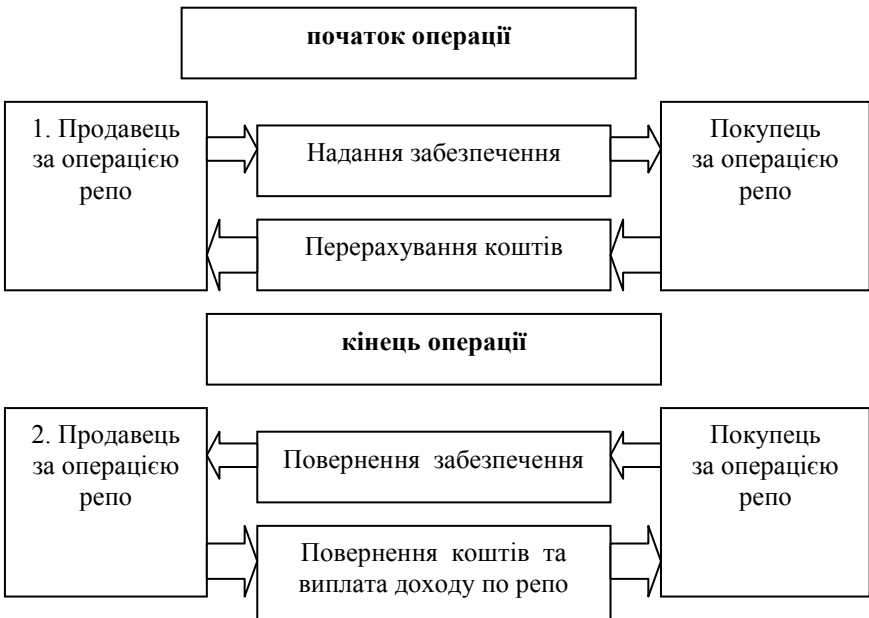 початок операції
1. Продавець
за операцією
репо
Надання забезпечення
Перерахування коштів
Покупець
за операцією
репо
кінець операції
2. Продавець
за операцією
репо
Повернення забезпечення
Повернення коштів та
виплата доходу по репо
Покупець
за операцією
репо